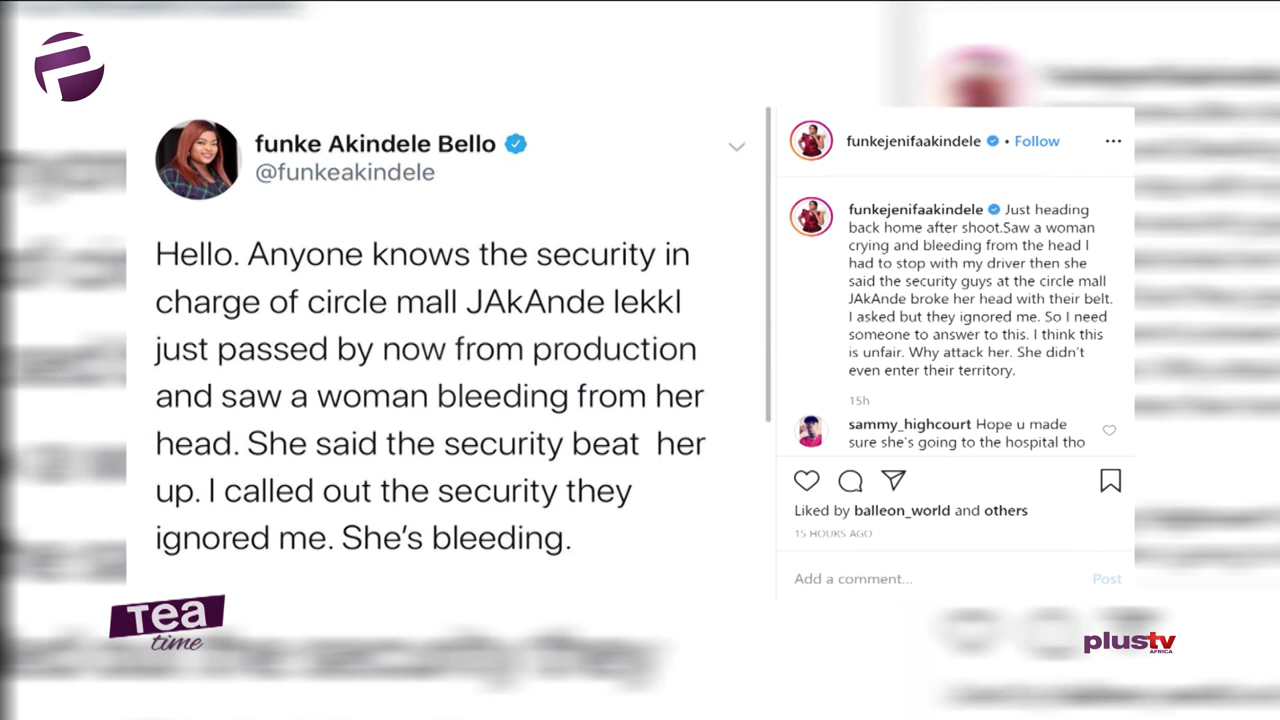 funke Akindele Bello
@funkeakindele
Hello. Anyone knows the security in
charge of circle mall JAkAnde lekkI
just passed by now from production
and saw a woman bleeding from her
head. She said the security beat  her
up. I called out the security they
ignored me. She’s bleeding.
funkejenifaakindele • Follow
funkejenifaakindele Just heading
back home after shoot.Saw a woman
crying and bleeding from the head I
had to stop with my driver then she
said the security guys at the circle mall
JAkAnde broke her head with their belt.
I asked but they ignored me. So I need
someone to answer to this. I think this
is unfair. Why attack her. She didn’t
even enter their territory.
15h
sammy_highcourt Hope u made
sure she's going to the hospital tho
Liked by balleon_world and others
15 HOURS AGO
Add a comment... Post
Tea
time
plustv
AFRICA